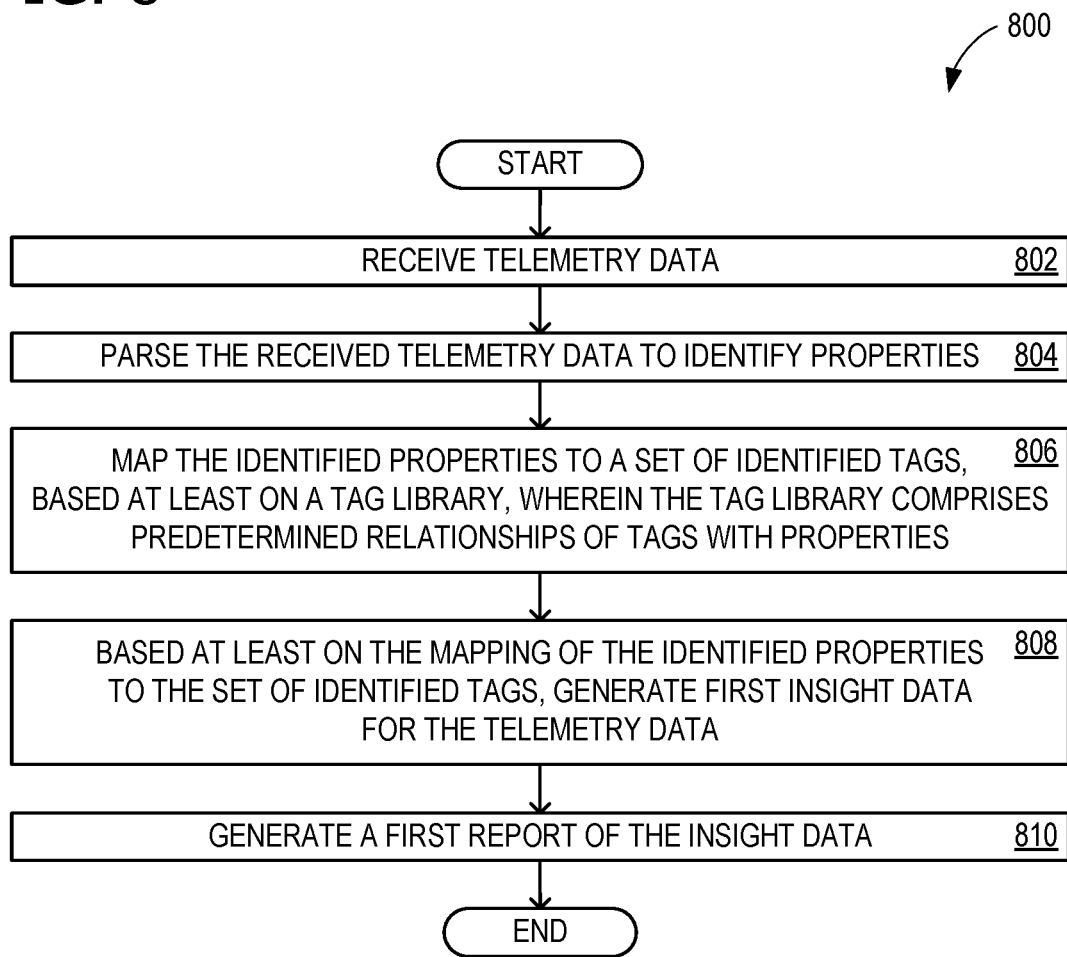 800
START
RECEIVE TELEMETRY DATA 802
PARSE THE RECEIVED TELEMETRY DATA TO IDENTIFY PROPERTIES 804
MAP THE IDENTIFIED PROPERTIES TO A SET OF IDENTIFIED TAGS, 806
BASED AT LEAST ON A TAG LIBRARY, WHEREIN THE TAG LIBRARY COMPRISES
PREDETERMINED RELATIONSHIPS OF TAGS WITH PROPERTIES
BASED AT LEAST ON THE MAPPING OF THE IDENTIFIED PROPERTIES 808
TO THE SET OF IDENTIFIED TAGS, GENERATE FIRST INSIGHT DATA
FOR THE TELEMETRY DATA
GENERATE A FIRST REPORT OF THE INSIGHT DATA 810
END